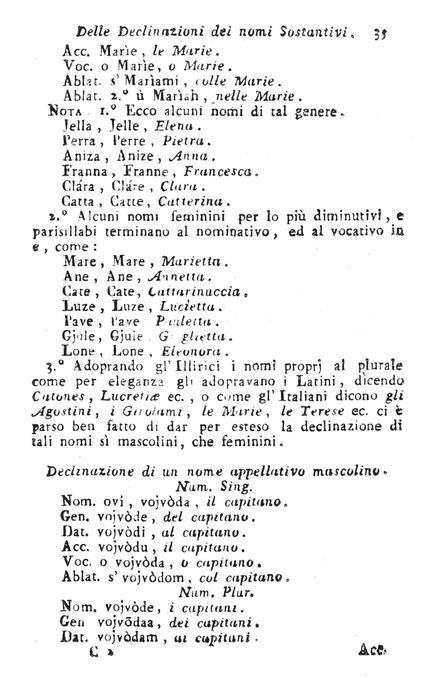 Delle Declinazioni dei nomi Sostantivi. 35
Acc. Marìe, le Marie.
Voc. o Marìe, o Marie.
Ablat. s' Marìami, colle Marie.
Ablat. 2.º ù Marìah, nelle Marie.
NOTA 1.º Ecco alcuni nomi di tal genere.
Jella, Jelle, Elena.
Perra, Perre, Pietra.
Aniza, Anize, Anna.
Franna, Franne, Francesca.
Clára, Cláre, Clara.
Catta, Catte, Catterina.
2.º Alcuni nomi feminini per lo più diminutivi, e
parisillabi terminano al nominativo, ed al vocativo in
e, come:
Mare, Mare, Marietta.
Ane, Ane, Annetta.
Cate, Cate, Cattarinuccia.
Luze, Luze, Lucietta.
Pave, Pave Pauletta.
Gjule, Gjule Giulietta.
Lone, Lone, Eleonora.
3.º Adoprando gl' Illirici i nomi proprj al plurale
come per eleganza gli adopravano i Latini, dicendo
Catones, Lucretiæ ec., o come gl' Italiani dicono gli
Agostini, i Girolami, le Marie, le Terese ec. ci è
parso ben fatto di dar per esteso la declinazione di
tali nomi sì mascolini, che feminini.
Declinazione di un nome appellativo mascolino.
Num. Sing.
Nom. ovi, vojvòda, il capitano.
Gen. vojvòde, del capitano.
Dat. vojvòdi, al capitano.
Acc. vojvòdu, il capitano.
Voc. o vojvòda, o capitano.
Ablat. s' vojvòdom, col capitano.
Num. Plur.
Nom. vojvòde, i capitani.
Gen vojvōdaa, dei capitani.
Dat. vojvòdam, ai capitani.
C 2 Acc.